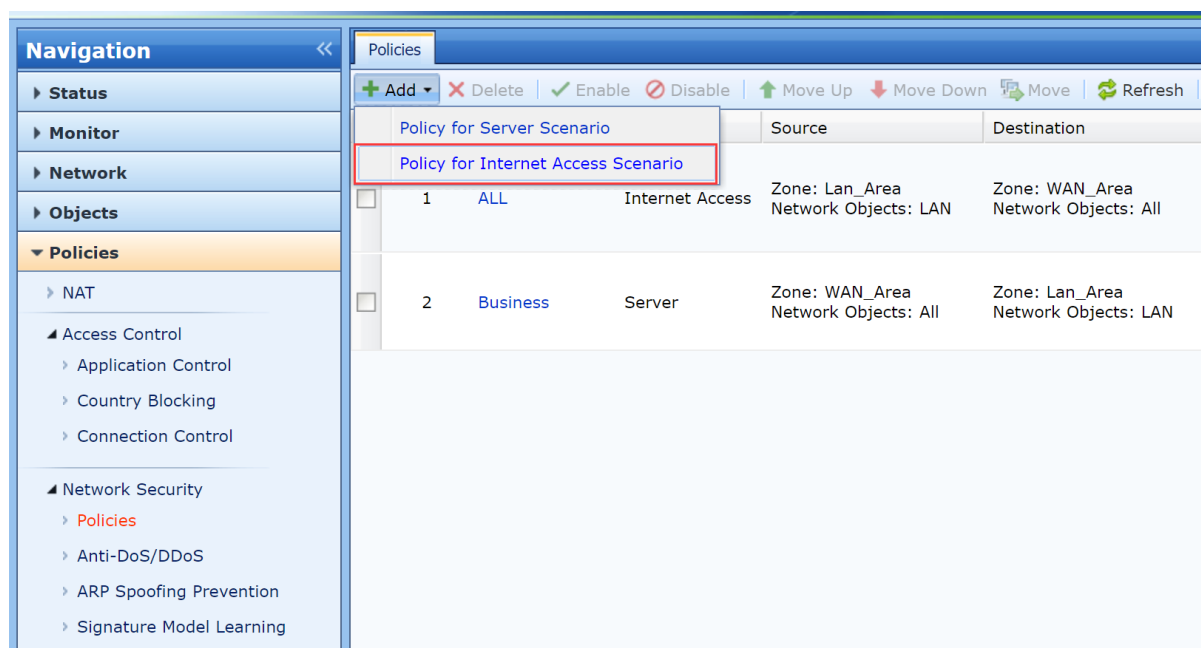 Navigation
Status
Monitor
Network
Objects
Policies
NAT
Access Control
Application Control
Country Blocking
Connection Control
Network Security
Policies
Anti-DoS/DDoS
ARP Spoofing Prevention
Signature Model Learning
Policies
Add Delete Enable Disable Move Up Move Down Move Refresh
Policy for Server Scenario
Policy for Internet Access Scenario
Source Destination
1 ALL Internet Access Zone: Lan_Area Zone: WAN_Area
Network Objects: LAN Network Objects: All
2 Business Server Zone: WAN_Area Zone: Lan_Area
Network Objects: All Network Objects: LAN